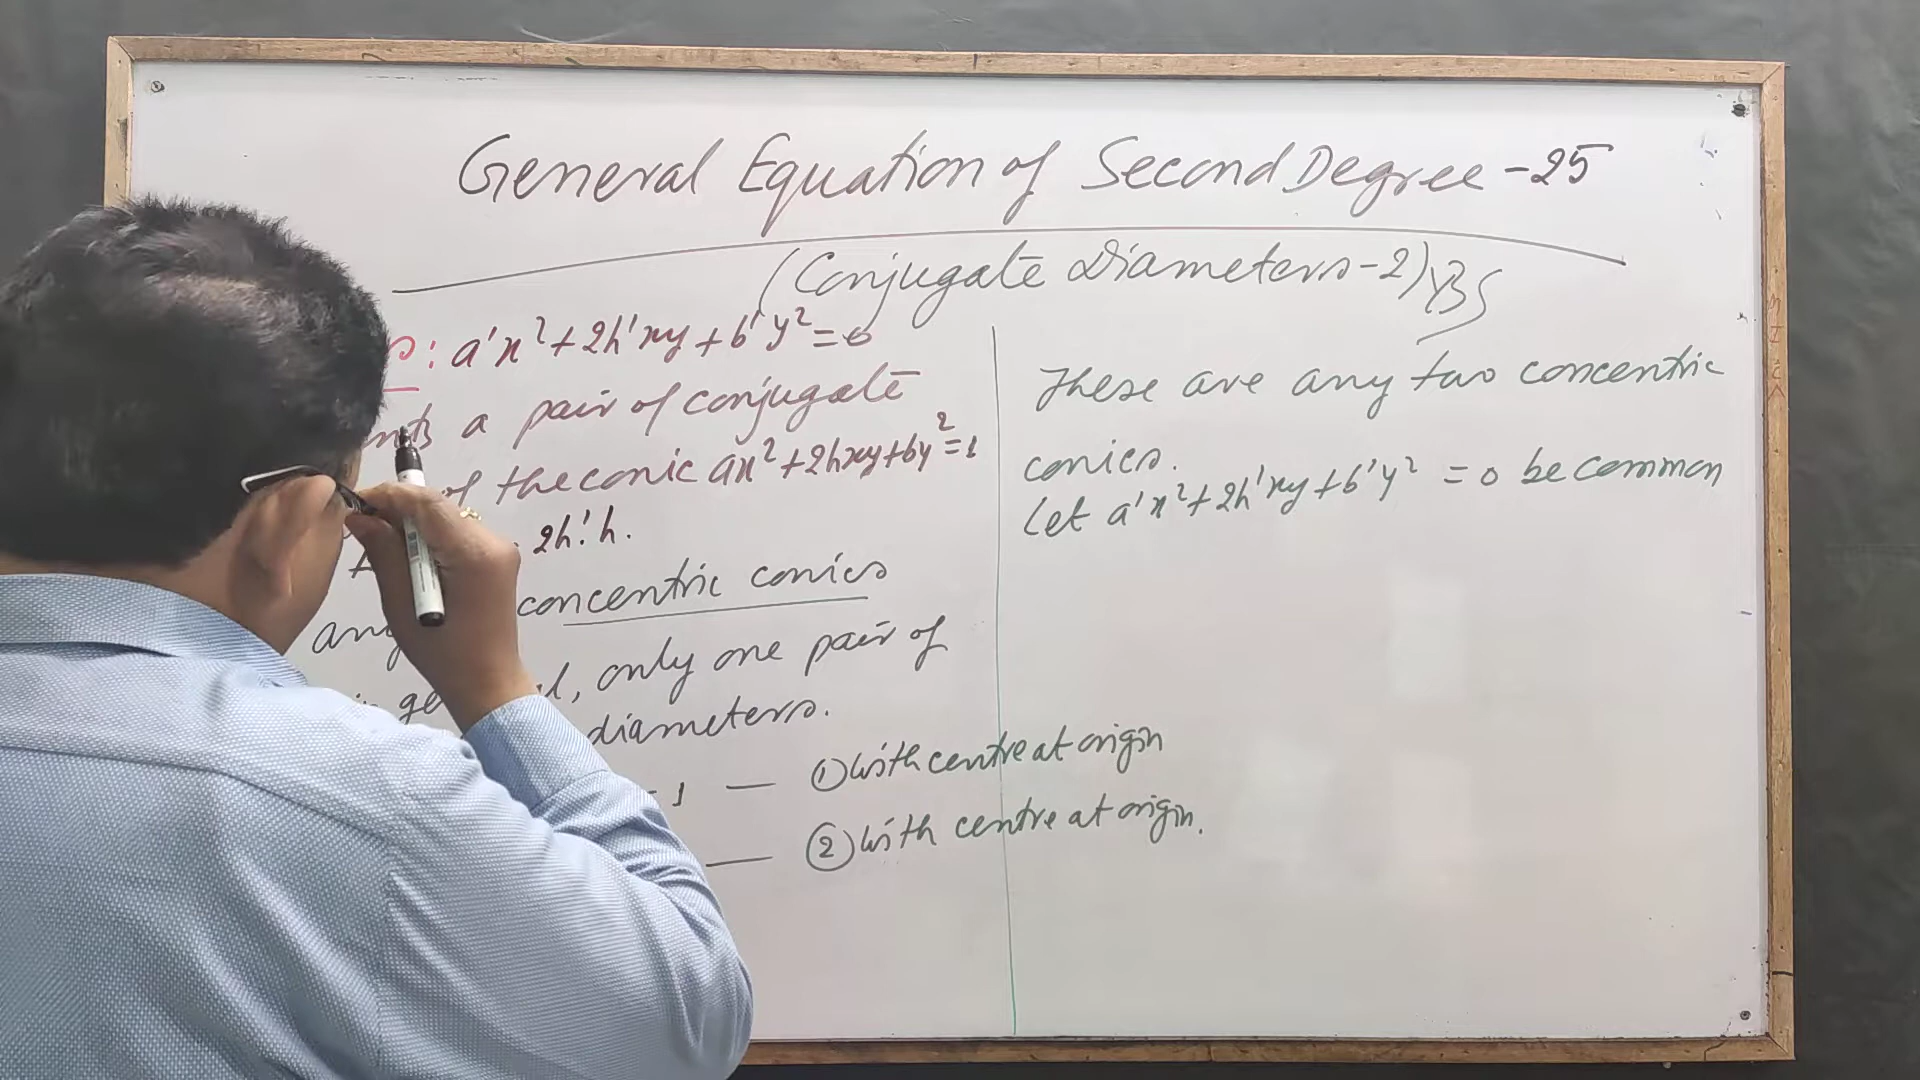 General Equation of Second Degree -25
(Conjugate Diameters-2) YBS
: a'x²+2h'xy+b'y²=0
a pair of conjugate
of the conic ax²+2hxy+by²=1
2h'h.
concentric conics
only one pair of
diameters.
1 — ① with centre at origin
— ② with centre at origin.
These are any two concentric
conics.
Let a'x²+2h'xy+b'y² = 0 be common